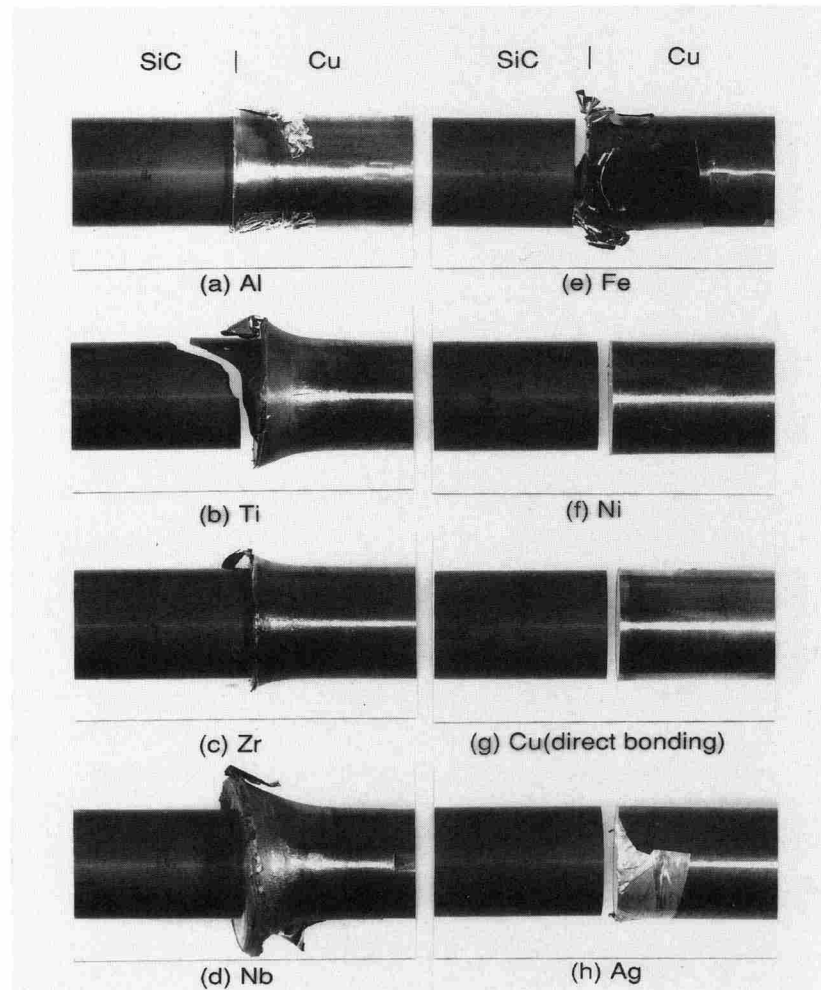 SiC | Cu
SiC | Cu
(a) Al
(e) Fe
(b) Ti
(f) Ni
(c) Zr
(g) Cu(direct bonding)
(d) Nb
(h) Ag